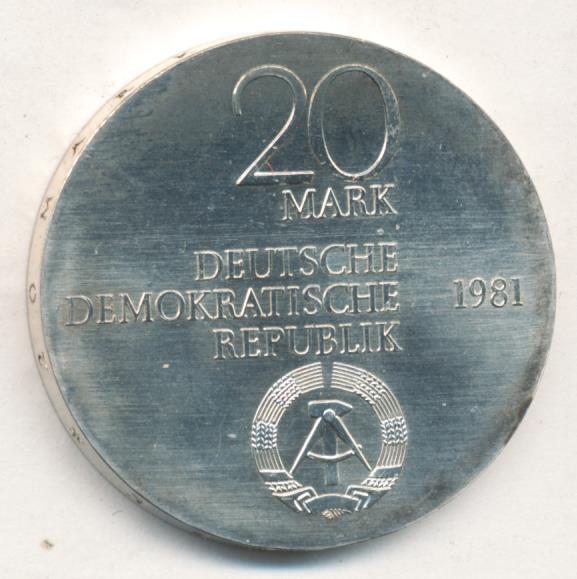 20
MARK
DEUTSCHE
DEMOKRATISCHE
REPUBLIK
1981